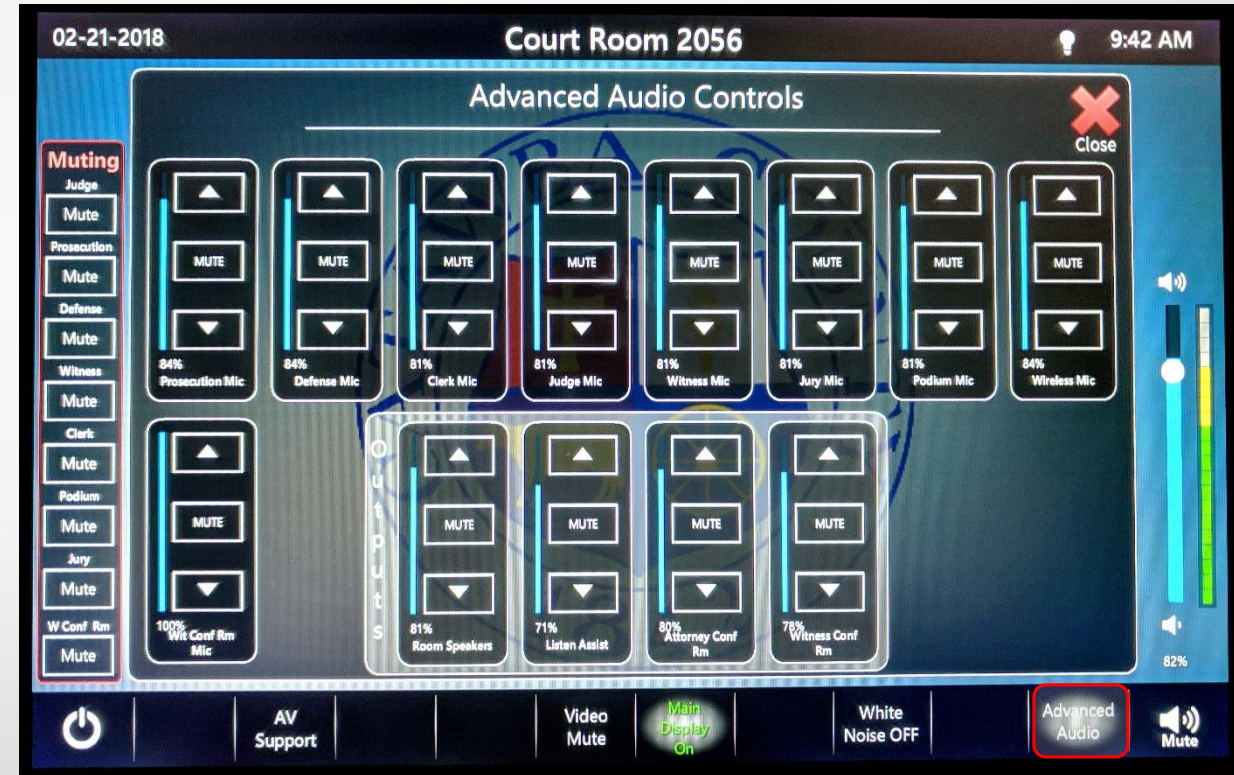 02-21-2018
Court Room 2056
9:42 AM
Advanced Audio Controls
Close
Muting
Judge
Mute
Prosecution
Mute
Defense
Mute
Witness
Mute
Clerk
Mute
Podium
Mute
Jury
Mute
W Conf Rm
Mute
MUTE
84%
Prosecution Mic
MUTE
84%
Defense Mic
MUTE
81%
Clerk Mic
MUTE
81%
Judge Mic
MUTE
81%
Witness Mic
MUTE
81%
Jury Mic
MUTE
81%
Podium Mic
MUTE
84%
Wireless Mic
MUTE
100%
Wit Conf Rm
Mic
Outputs
MUTE
81%
Room Speakers
MUTE
71%
Listen Assist
MUTE
80%
Attorney Conf
Rm
MUTE
78%
Witness Conf
Rm
82%
AV
Support
Video
Mute
Main
Display
On
White
Noise OFF
Advanced
Audio
Mute